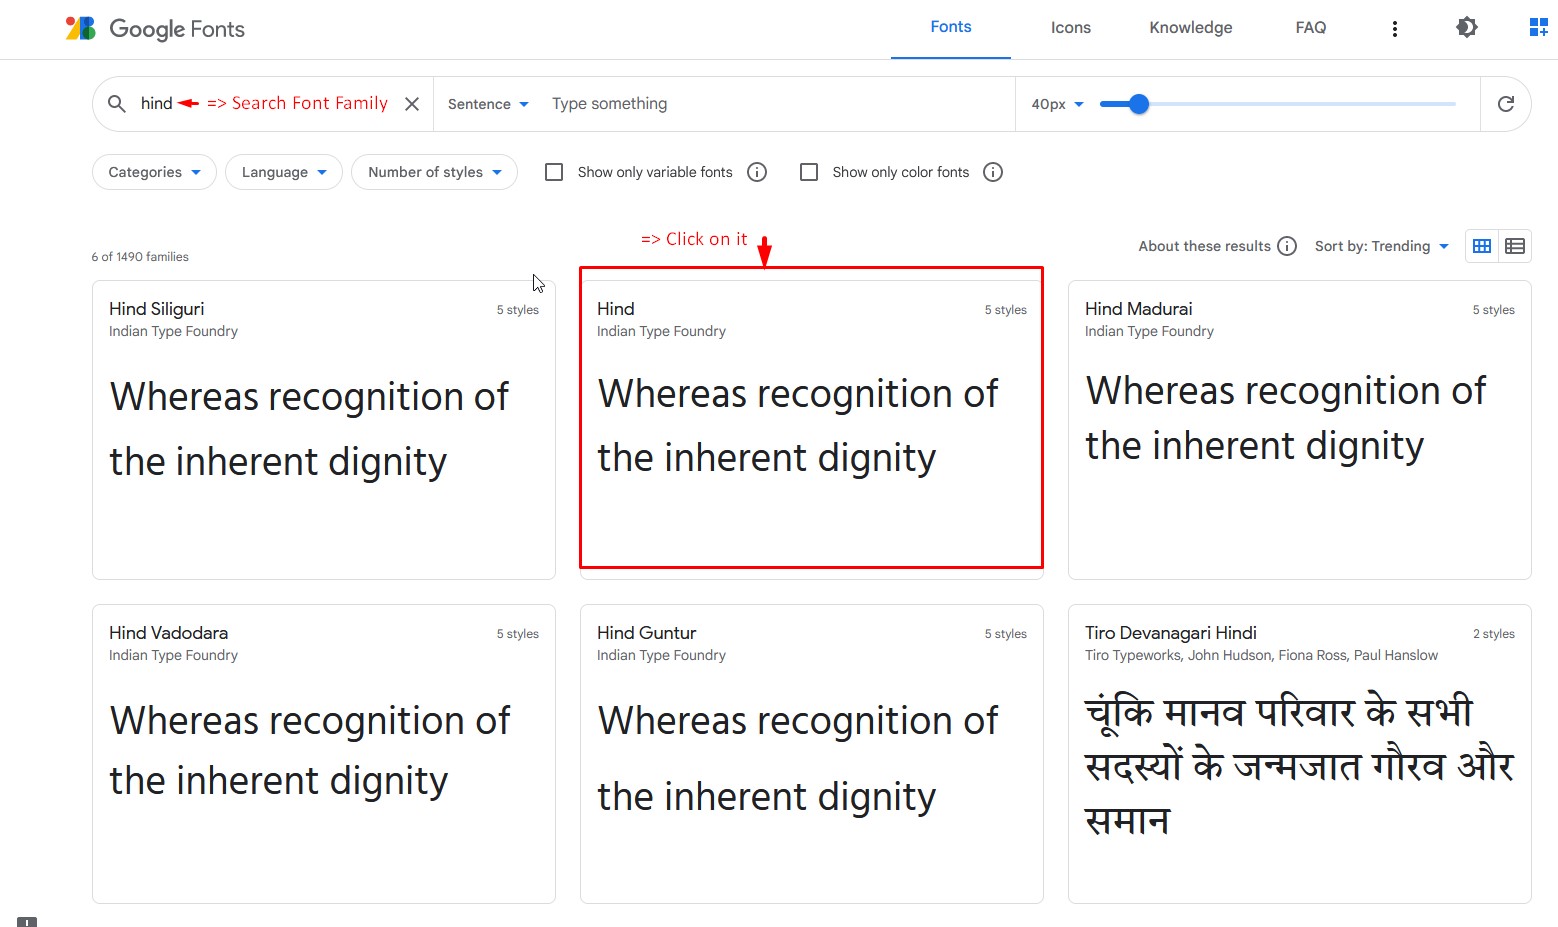 Google Fonts
Fonts
Icons
Knowledge
FAQ
hind
=> Search Font Family
Sentence
Type something
40px
Categories
Language
Number of styles
Show only variable fonts
Show only color fonts
=> Click on it
6 of 1490 families
About these results
Sort by: Trending
Hind Siliguri
5 styles
Indian Type Foundry
Whereas recognition of
the inherent dignity
Hind
5 styles
Indian Type Foundry
Whereas recognition of
the inherent dignity
Hind Madurai
5 styles
Indian Type Foundry
Whereas recognition of
the inherent dignity
Hind Vadodara
5 styles
Indian Type Foundry
Whereas recognition of
the inherent dignity
Hind Guntur
5 styles
Indian Type Foundry
Whereas recognition of
the inherent dignity
Tiro Devanagari Hindi
2 styles
Tiro Typeworks, John Hudson, Fiona Ross, Paul Hanslow
चूंकि मानव परिवार के सभी
सदस्यों के जन्मजात गौरव और
समान